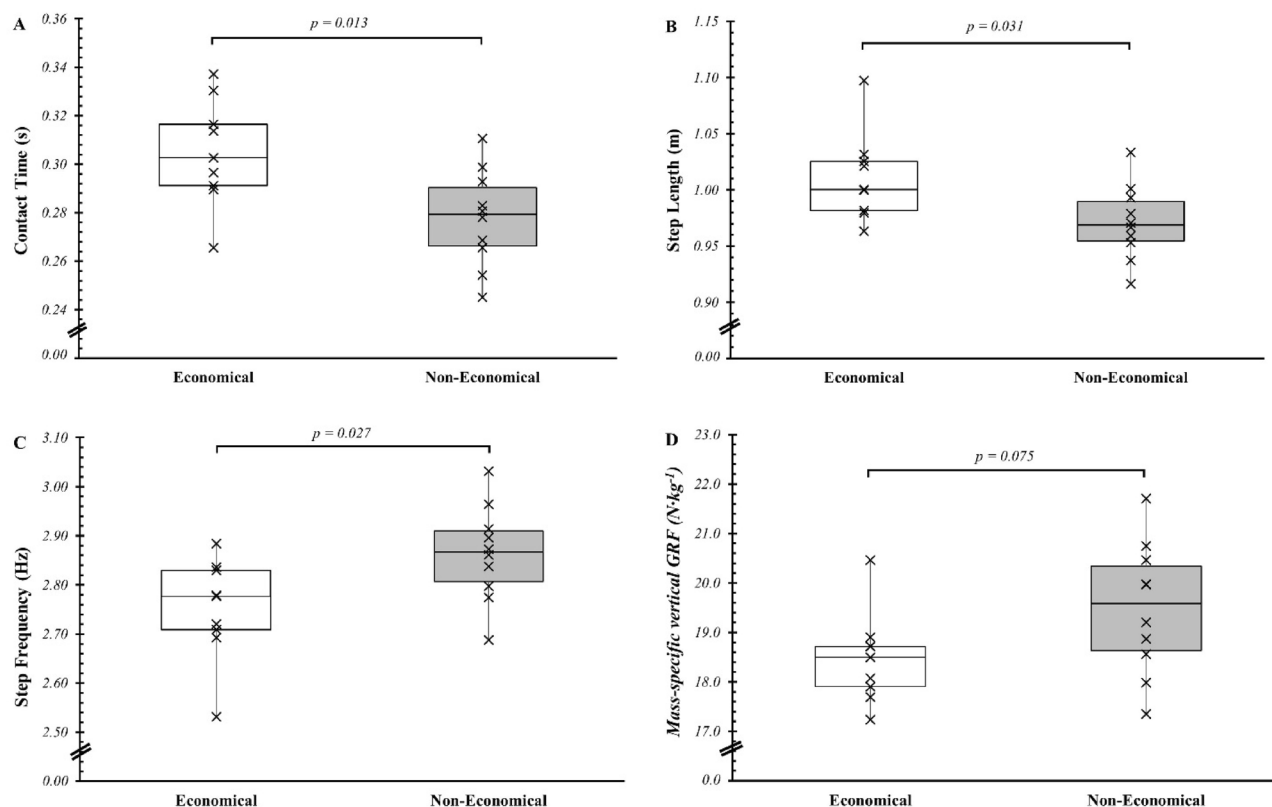 A
p = 0.013
Contact Time (s)
0.36
0.34
0.32
0.30
0.28
0.26
0.24
0.00
Economical
Non-Economical
B
p = 0.031
Step Length (m)
1.15
1.10
1.05
1.00
0.95
0.90
0.00
Economical
Non-Economical
C
p = 0.027
Step Frequency (Hz)
3.10
3.00
2.90
2.80
2.70
2.60
2.50
0.00
Economical
Non-Economical
D
p = 0.075
Mass-specific vertical GRF (N·kg⁻¹)
23.0
22.0
21.0
20.0
19.0
18.0
17.0
0.0
Economical
Non-Economical